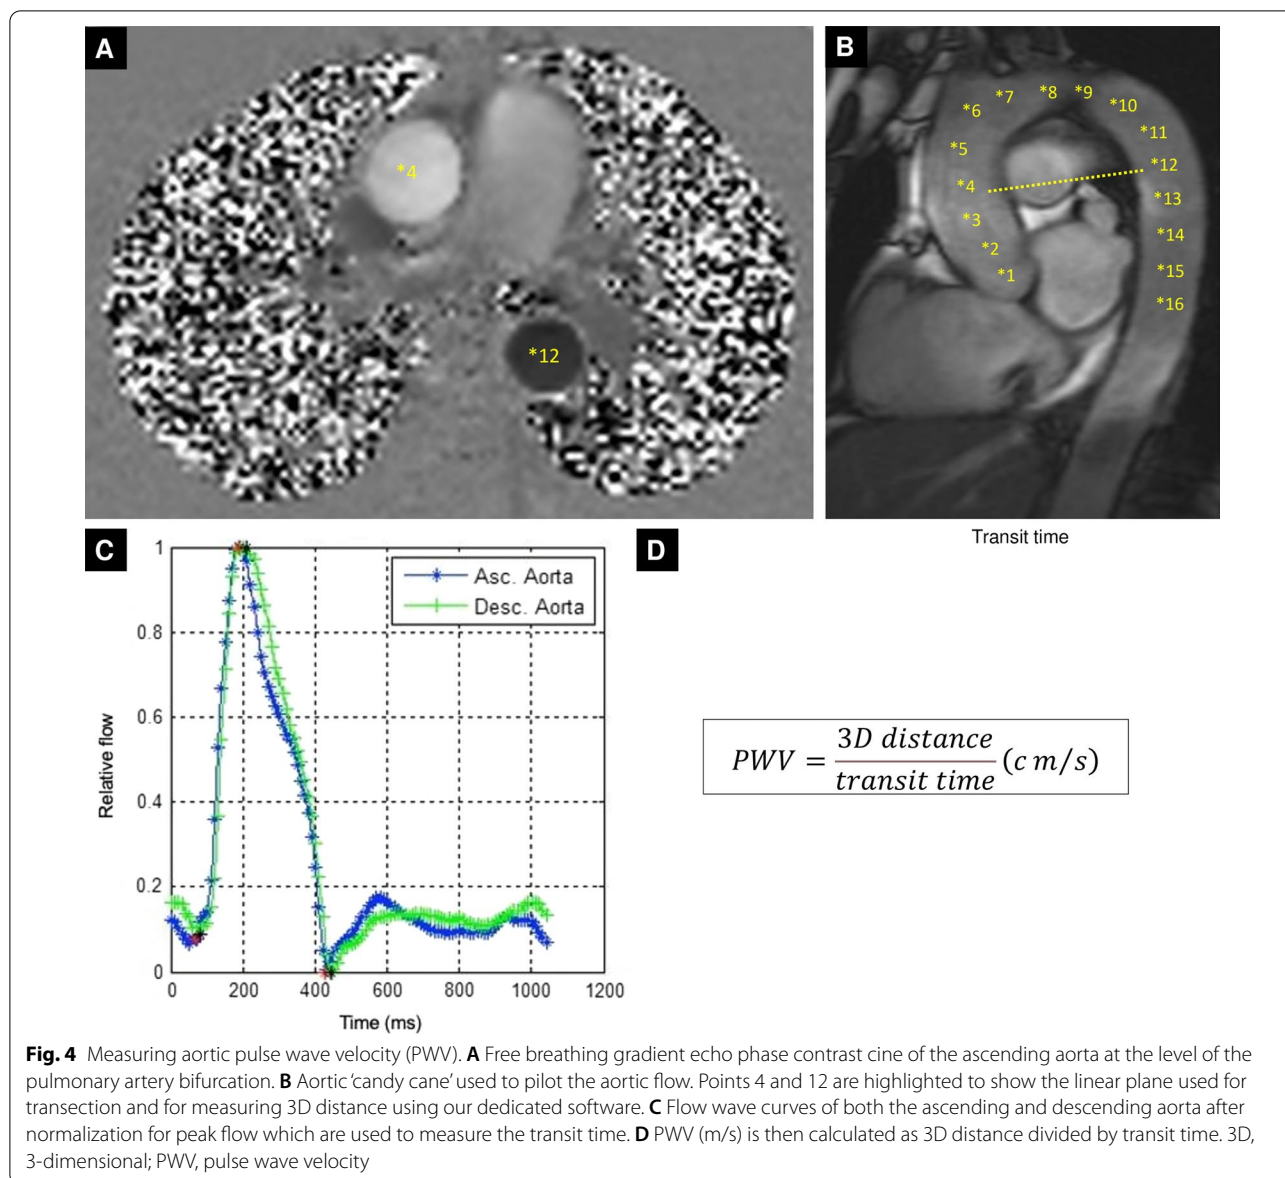 A
*4
*12
B
*1
*2
*3
*4
*5
*6
*7
*8
*9
*10
*11
*12
*13
*14
*15
*16
Transit time
C
Asc. Aorta
Desc. Aorta
Relative flow
1
0.8
0.6
0.4
0.2
0
0 200 400 600 800 1000 1200
Time (ms)
D
PWV = 3D distance / transit time (c m/s)
Fig. 4 Measuring aortic pulse wave velocity (PWV). A Free breathing gradient echo phase contrast cine of the ascending aorta at the level of the
pulmonary artery bifurcation. B Aortic ‘candy cane’ used to pilot the aortic flow. Points 4 and 12 are highlighted to show the linear plane used for
transection and for measuring 3D distance using our dedicated software. C Flow wave curves of both the ascending and descending aorta after
normalization for peak flow which are used to measure the transit time. D PWV (m/s) is then calculated as 3D distance divided by transit time. 3D,
3-dimensional; PWV, pulse wave velocity